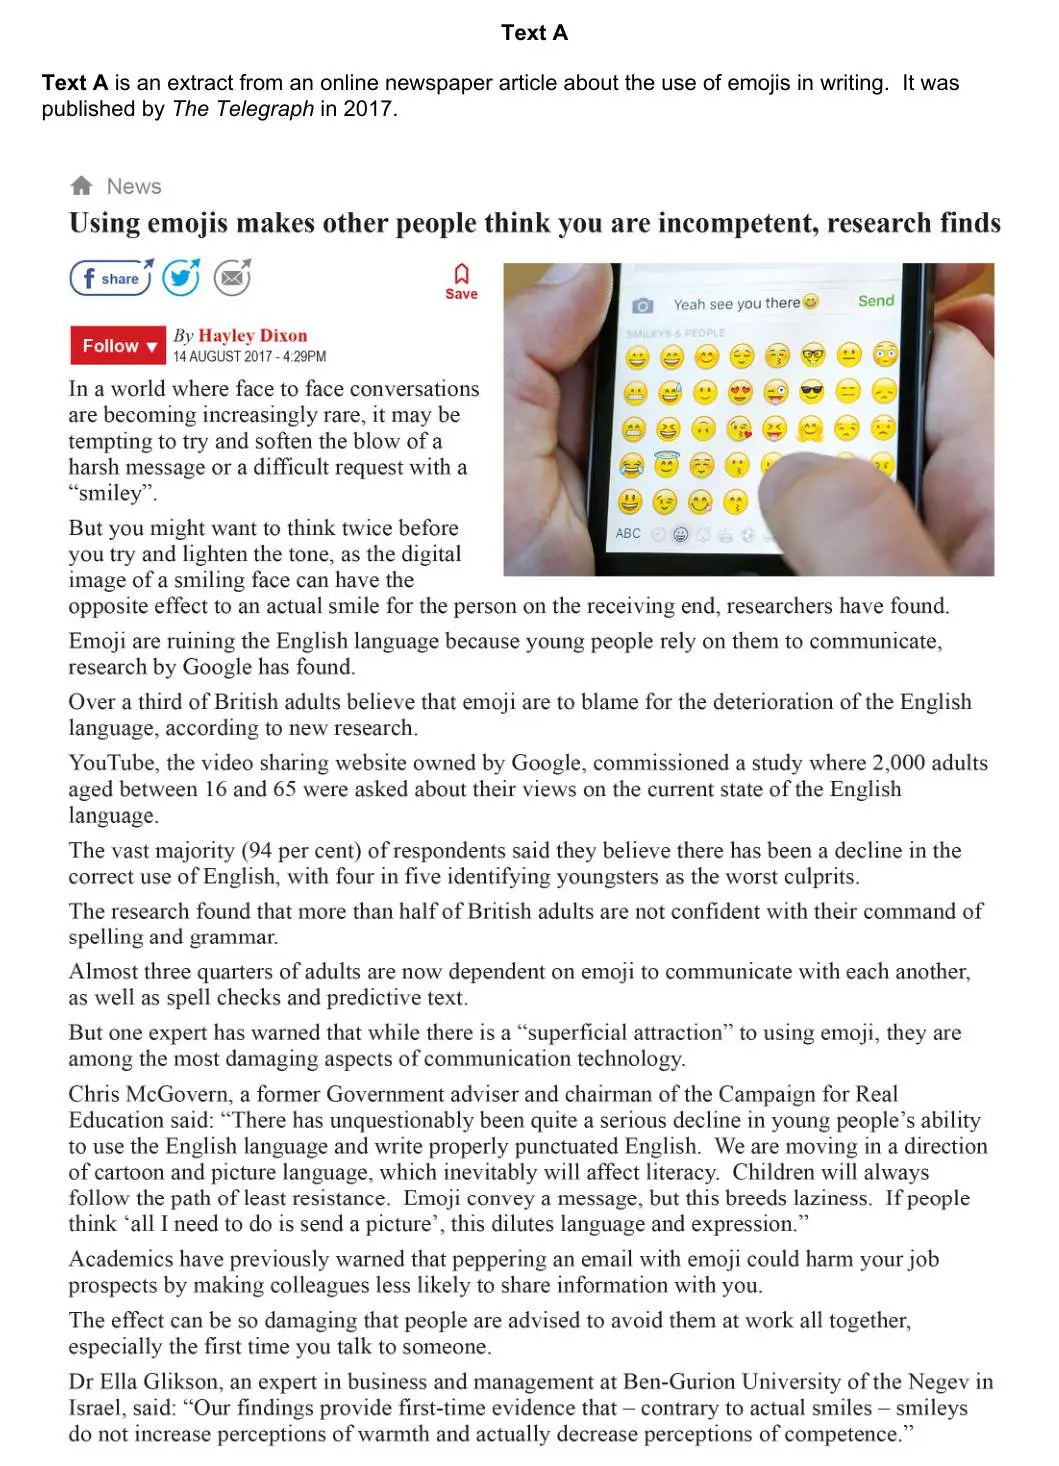 Text A
Text A is an extract from an online newspaper article about the use of emojis in writing. It was
published by The Telegraph in 2017.
News
Using emojis makes other people think you are incompetent, research finds
f share
Save
Follow
By Hayley Dixon
14 AUGUST 2017 - 4:29PM
Yeah see you there😊 Send
SMILEYS & PEOPLE
ABC
In a world where face to face conversations
are becoming increasingly rare, it may be
tempting to try and soften the blow of a
harsh message or a difficult request with a
“smiley”.
But you might want to think twice before
you try and lighten the tone, as the digital
image of a smiling face can have the
opposite effect to an actual smile for the person on the receiving end, researchers have found.
Emoji are ruining the English language because young people rely on them to communicate,
research by Google has found.
Over a third of British adults believe that emoji are to blame for the deterioration of the English
language, according to new research.
YouTube, the video sharing website owned by Google, commissioned a study where 2,000 adults
aged between 16 and 65 were asked about their views on the current state of the English
language.
The vast majority (94 per cent) of respondents said they believe there has been a decline in the
correct use of English, with four in five identifying youngsters as the worst culprits.
The research found that more than half of British adults are not confident with their command of
spelling and grammar.
Almost three quarters of adults are now dependent on emoji to communicate with each another,
as well as spell checks and predictive text.
But one expert has warned that while there is a “superficial attraction” to using emoji, they are
among the most damaging aspects of communication technology.
Chris McGovern, a former Government adviser and chairman of the Campaign for Real
Education said: “There has unquestionably been quite a serious decline in young people’s ability
to use the English language and write properly punctuated English. We are moving in a direction
of cartoon and picture language, which inevitably will affect literacy. Children will always
follow the path of least resistance. Emoji convey a message, but this breeds laziness. If people
think ‘all I need to do is send a picture’, this dilutes language and expression.”
Academics have previously warned that peppering an email with emoji could harm your job
prospects by making colleagues less likely to share information with you.
The effect can be so damaging that people are advised to avoid them at work all together,
especially the first time you talk to someone.
Dr Ella Glikson, an expert in business and management at Ben-Gurion University of the Negev in
Israel, said: “Our findings provide first-time evidence that – contrary to actual smiles – smileys
do not increase perceptions of warmth and actually decrease perceptions of competence.”